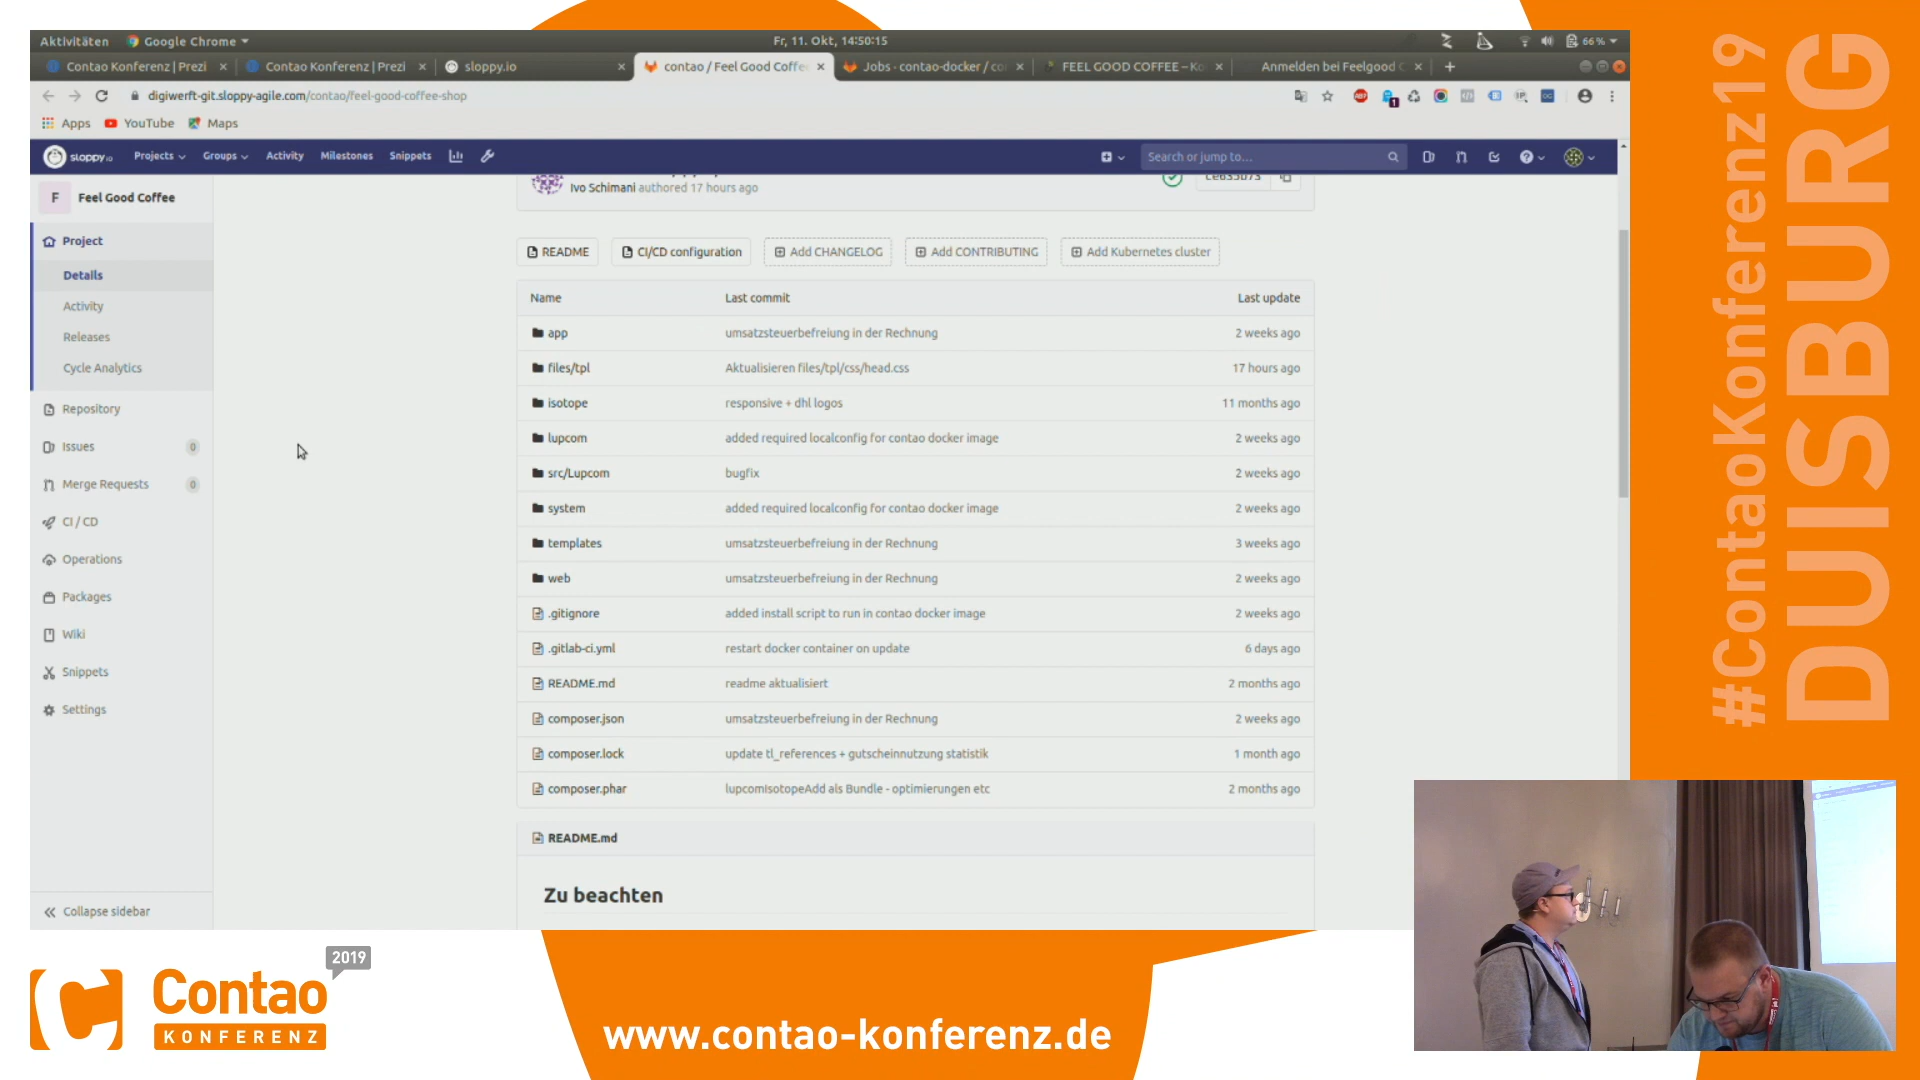 Aktivitäten
Google Chrome
Fr, 11. Okt, 14:50:15
66 %
Contao Konferenz | Prezi
Contao Konferenz | Prezi
sloppy.io
contao / Feel Good Coffe
Jobs · contao-docker / co
FEEL GOOD COFFEE – Ko
Anmelden bei Feelgood C
digiwerft-git.sloppy-agile.com/contao/feel-good-coffee-shop
Apps
YouTube
Maps
sloppy.io
Projects
Groups
Activity
Milestones
Snippets
Search or jump to...
F
Feel Good Coffee
Project
Details
Activity
Releases
Cycle Analytics
Repository
Issues 0
Merge Requests 0
CI / CD
Operations
Packages
Wiki
Snippets
Settings
Collapse sidebar
Ivo Schimani authored 17 hours ago
README
CI/CD configuration
Add CHANGELOG
Add CONTRIBUTING
Add Kubernetes cluster
Name Last commit Last update
app umsatzsteuerbefreiung in der Rechnung 2 weeks ago
files/tpl Aktualisieren files/tpl/css/head.css 17 hours ago
isotope responsive + dhl logos 11 months ago
lupcom added required localconfig for contao docker image 2 weeks ago
src/Lupcom bugfix 2 weeks ago
system added required localconfig for contao docker image 2 weeks ago
templates umsatzsteuerbefreiung in der Rechnung 3 weeks ago
web umsatzsteuerbefreiung in der Rechnung 2 weeks ago
.gitignore added install script to run in contao docker image 2 weeks ago
.gitlab-ci.yml restart docker container on update 6 days ago
README.md readme aktualisiert 2 months ago
composer.json umsatzsteuerbefreiung in der Rechnung 2 weeks ago
composer.lock update tl_references + gutscheinnutzung statistik 1 month ago
composer.phar lupcomIsotopeAdd als Bundle - optimierungen etc 2 months ago
README.md
Zu beachten
#ContaoKonferenz19
DUISBURG
2019
Contao
KONFERENZ
www.contao-konferenz.de